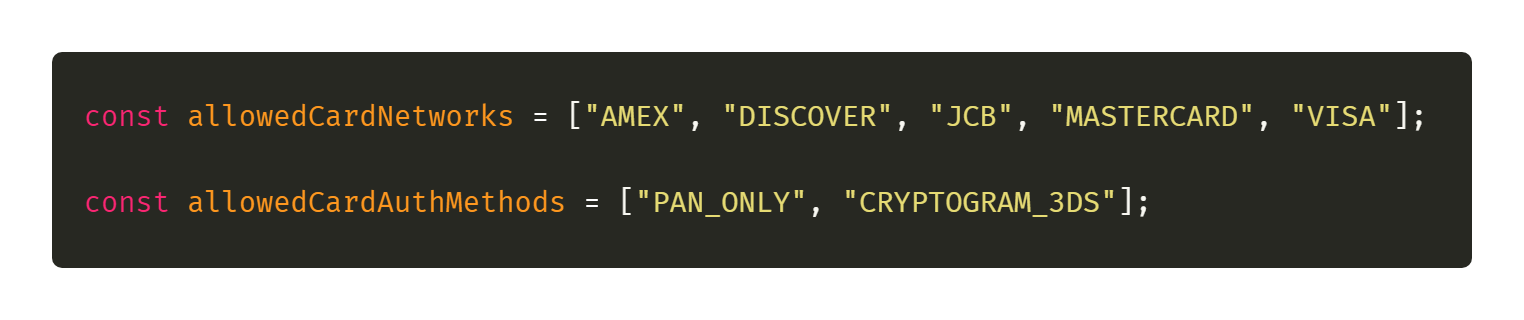 const allowedCardNetworks = ["AMEX", "DISCOVER", "JCB", "MASTERCARD", "VISA"];
const allowedCardAuthMethods = ["PAN_ONLY", "CRYPTOGRAM_3DS"];